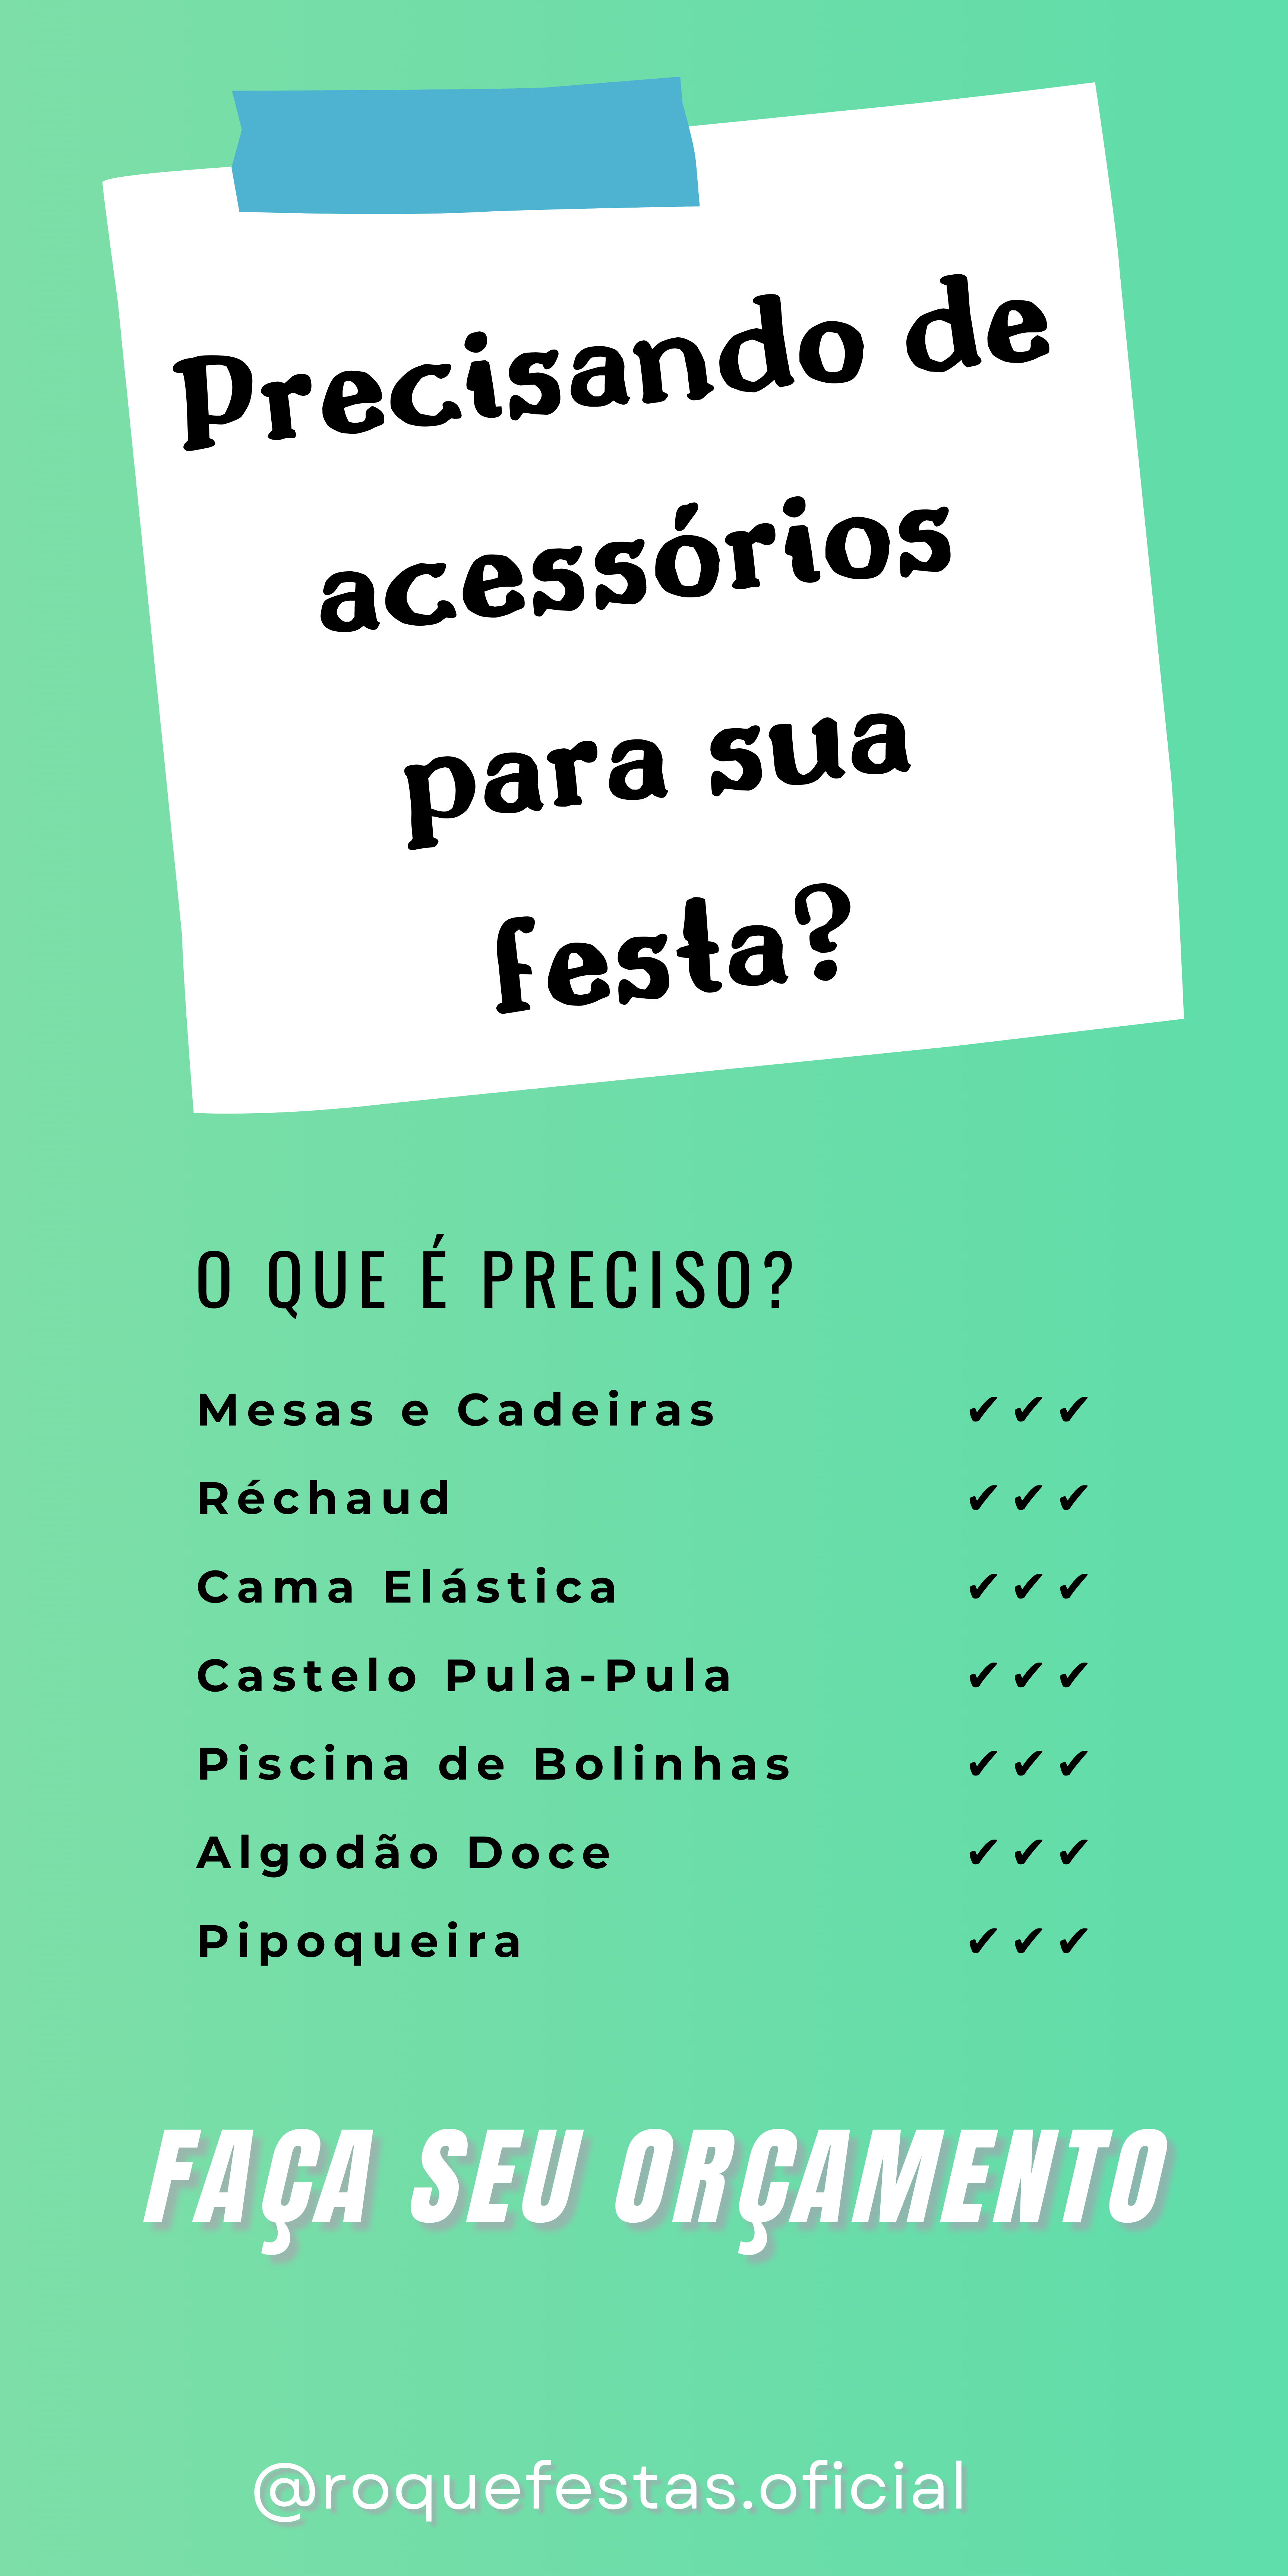 Precisando de
acessórios
para sua
festa?
O QUE É PRECISO?
Mesas e Cadeiras ✔✔✔
Réchaud ✔✔✔
Cama Elástica ✔✔✔
Castelo Pula-Pula ✔✔✔
Piscina de Bolinhas ✔✔✔
Algodão Doce ✔✔✔
Pipoqueira ✔✔✔
FAÇA SEU ORÇAMENTO
@roquefestas.oficial